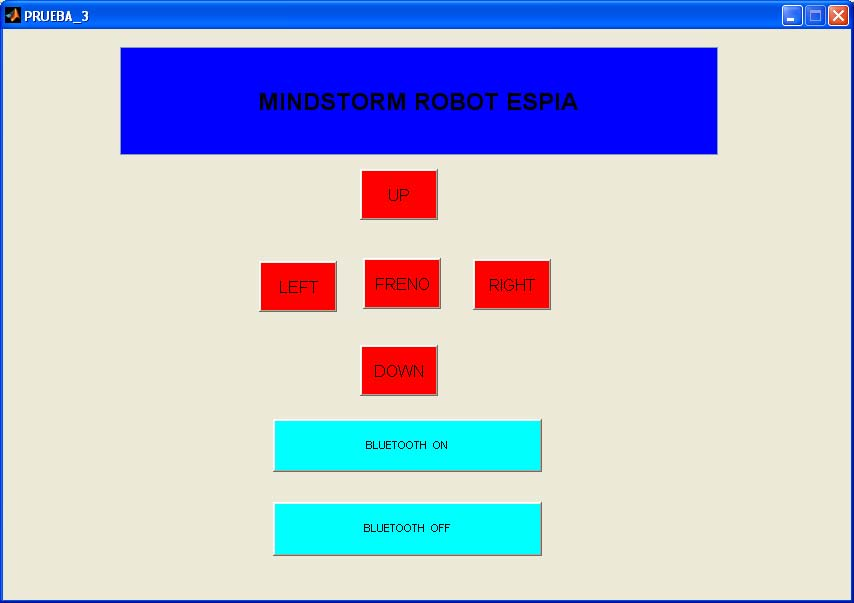 PRUEBA_3
MINDSTORM ROBOT ESPIA
UP
LEFT FRENO RIGHT
DOWN
BLUETOOTH ON
BLUETOOTH OFF